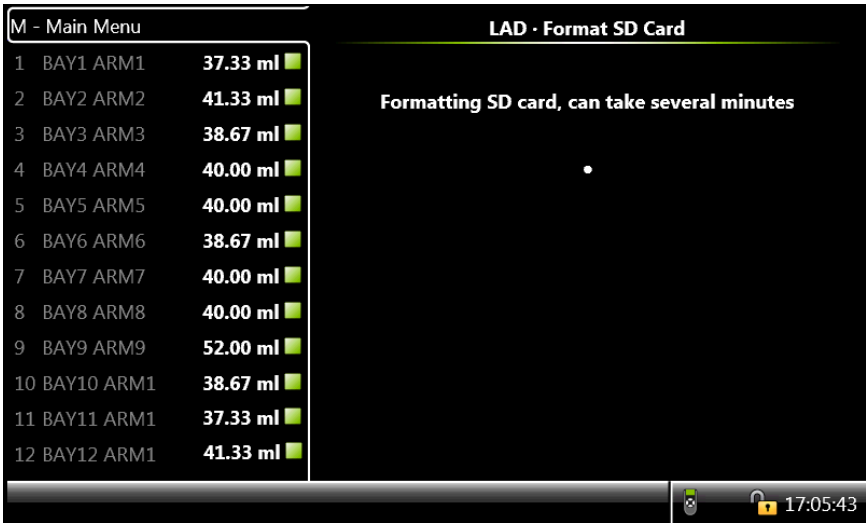 M - Main Menu
1 BAY1 ARM1 37.33 ml
2 BAY2 ARM2 41.33 ml
3 BAY3 ARM3 38.67 ml
4 BAY4 ARM4 40.00 ml
5 BAY5 ARM5 40.00 ml
6 BAY6 ARM6 38.67 ml
7 BAY7 ARM7 40.00 ml
8 BAY8 ARM8 40.00 ml
9 BAY9 ARM9 52.00 ml
10 BAY10 ARM1 38.67 ml
11 BAY11 ARM1 37.33 ml
12 BAY12 ARM1 41.33 ml
LAD · Format SD Card
Formatting SD card, can take several minutes
17:05:43